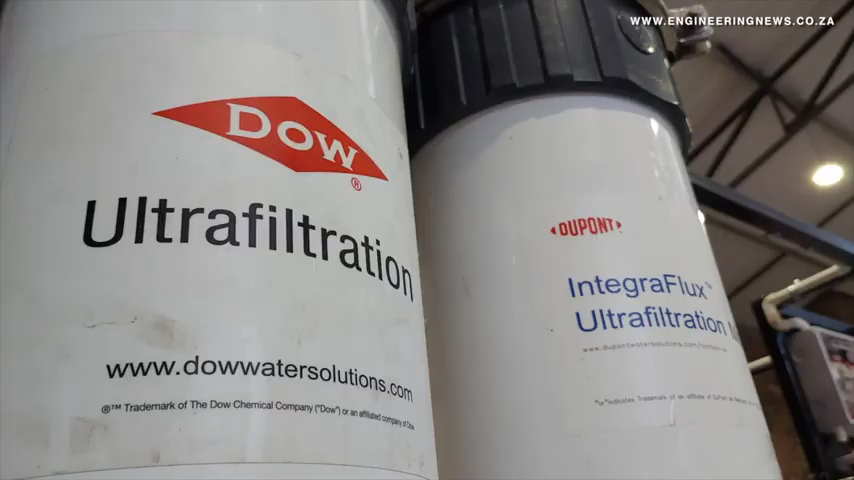 WWW.ENGINEERINGNEWS.CO.ZA
DOW
®
Ultrafiltration
www.dowwatersolutions.com
®™ Trademark of The Dow Chemical Company ("Dow") or an affiliated company of Dow
DUPONT
IntegraFlux™
Ultrafiltration